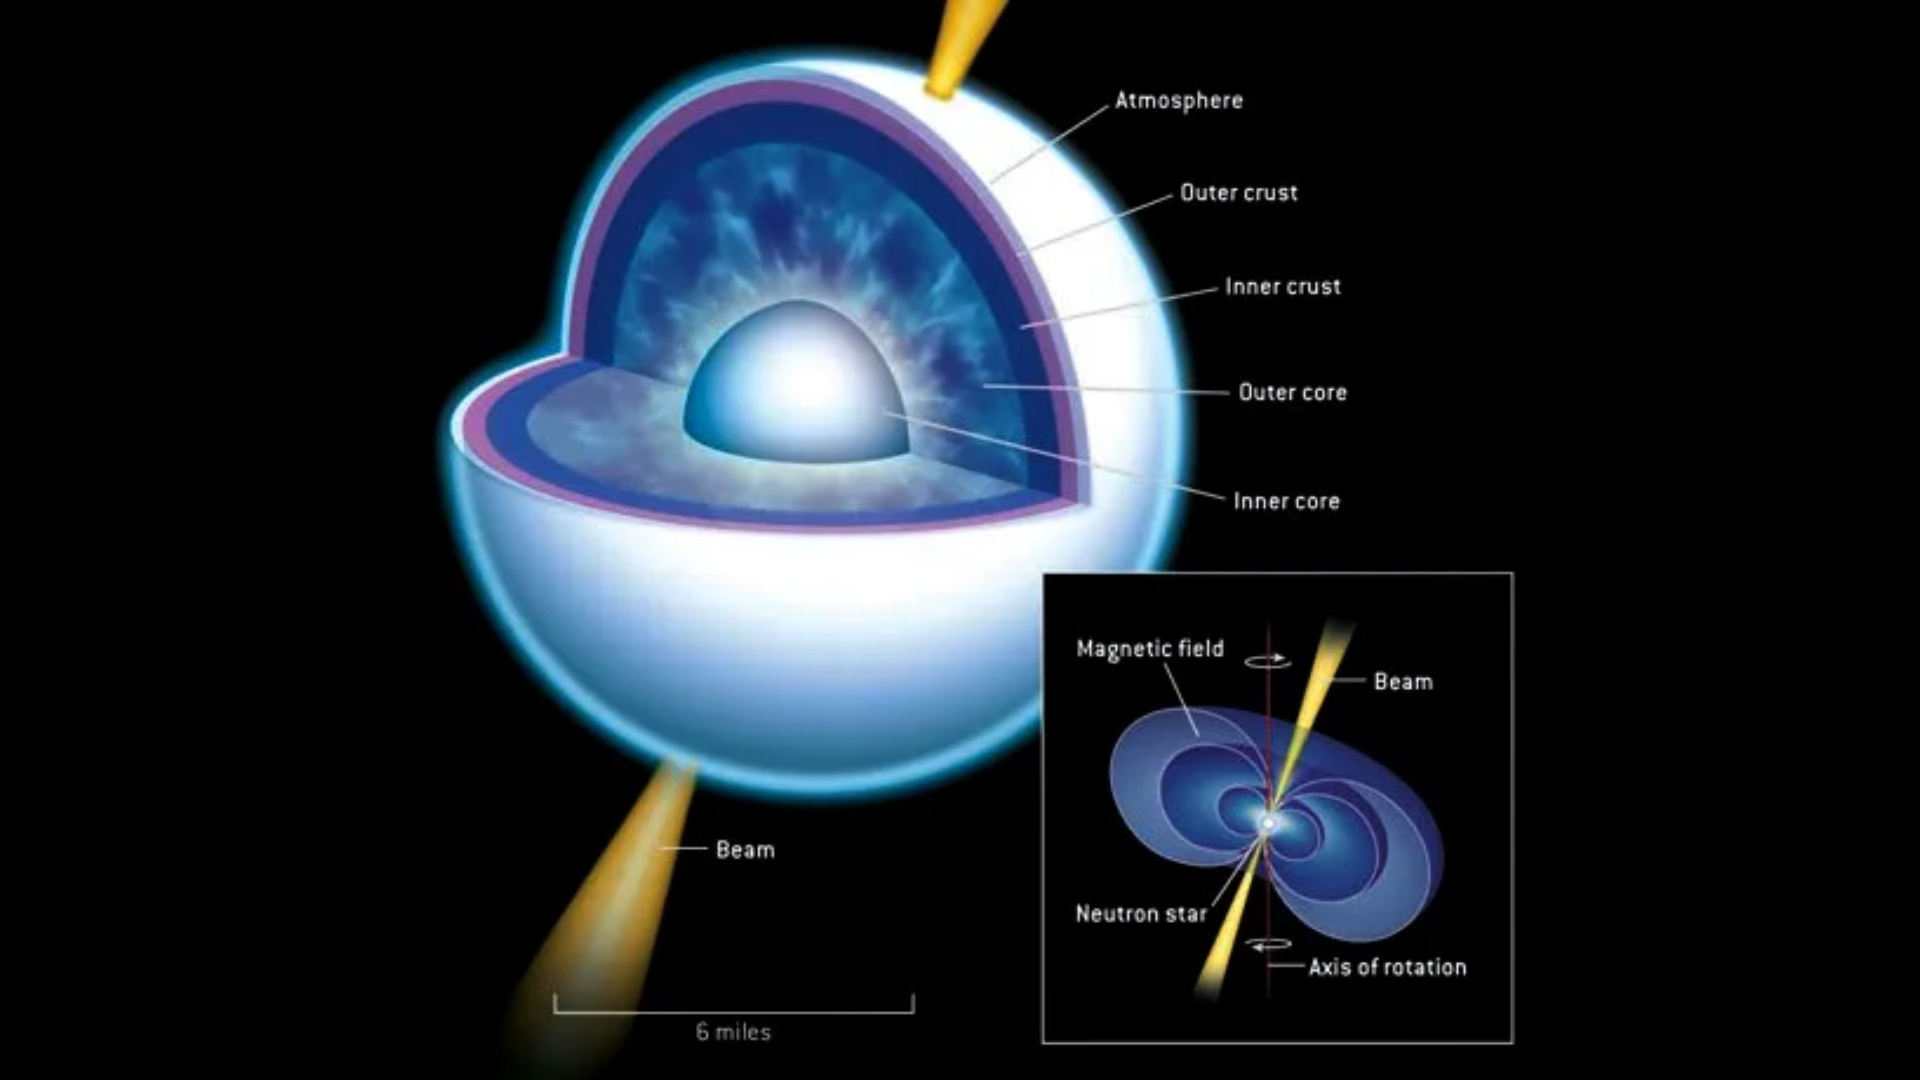 Atmosphere
Outer crust
Inner crust
Outer core
Inner core
Beam
6 miles
Magnetic field
Beam
Neutron star
Axis of rotation